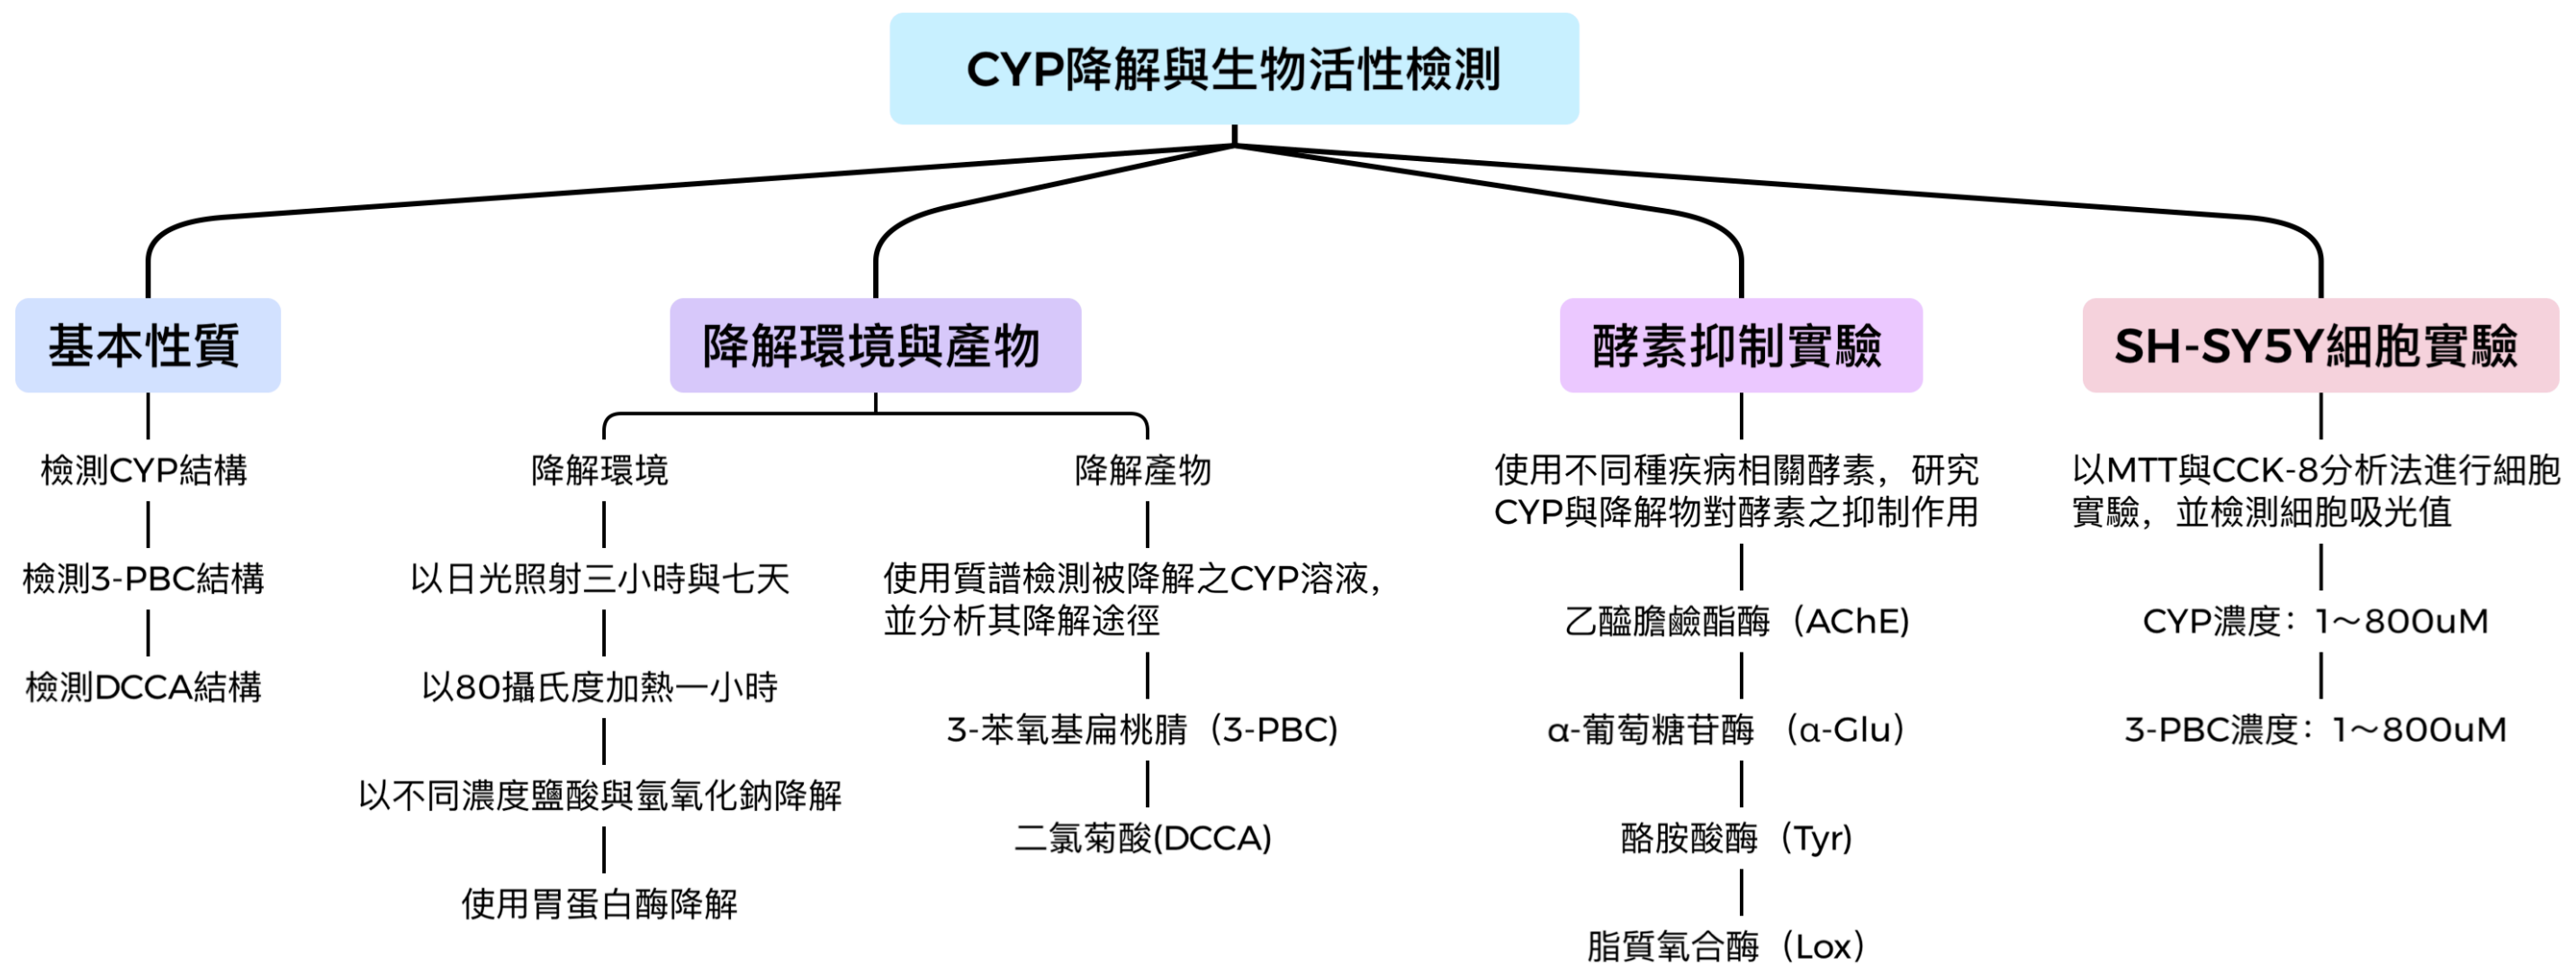 CYP降解與生物活性檢測
基本性質
檢測CYP結構
檢測3-PBC結構
檢測DCCA結構
降解環境與產物
降解環境
以日光照射三小時與七天
以80攝氏度加熱一小時
以不同濃度鹽酸與氫氧化鈉降解
使用胃蛋白酶降解
降解產物
使用質譜檢測被降解之CYP溶液，
並分析其降解途徑
3-苯氧基扁桃腈（3-PBC)
二氯菊酸(DCCA)
酵素抑制實驗
使用不同種疾病相關酵素，研究
CYP與降解物對酵素之抑制作用
乙醯膽鹼酯酶（AChE)
α-葡萄糖苷酶 （α-Glu）
酪胺酸酶（Tyr)
脂質氧合酶（Lox）
SH-SY5Y細胞實驗
以MTT與CCK-8分析法進行細胞
實驗，並檢測細胞吸光值
CYP濃度：1～800uM
3-PBC濃度：1～800uM